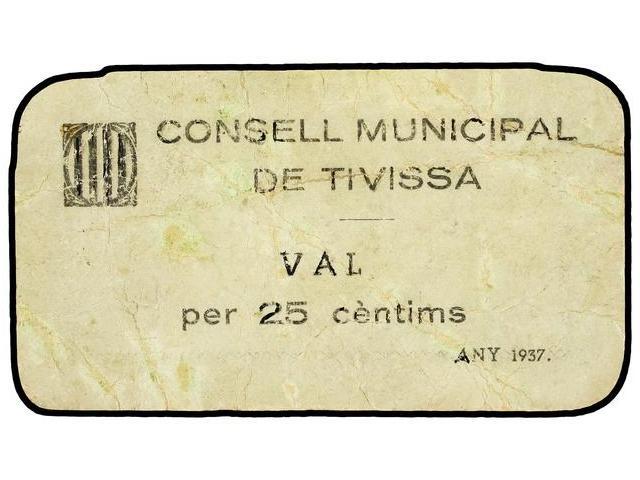 CONSELL MUNICIPAL
DE TIVISSA
VAL
per 25 cèntims
ANY 1937.